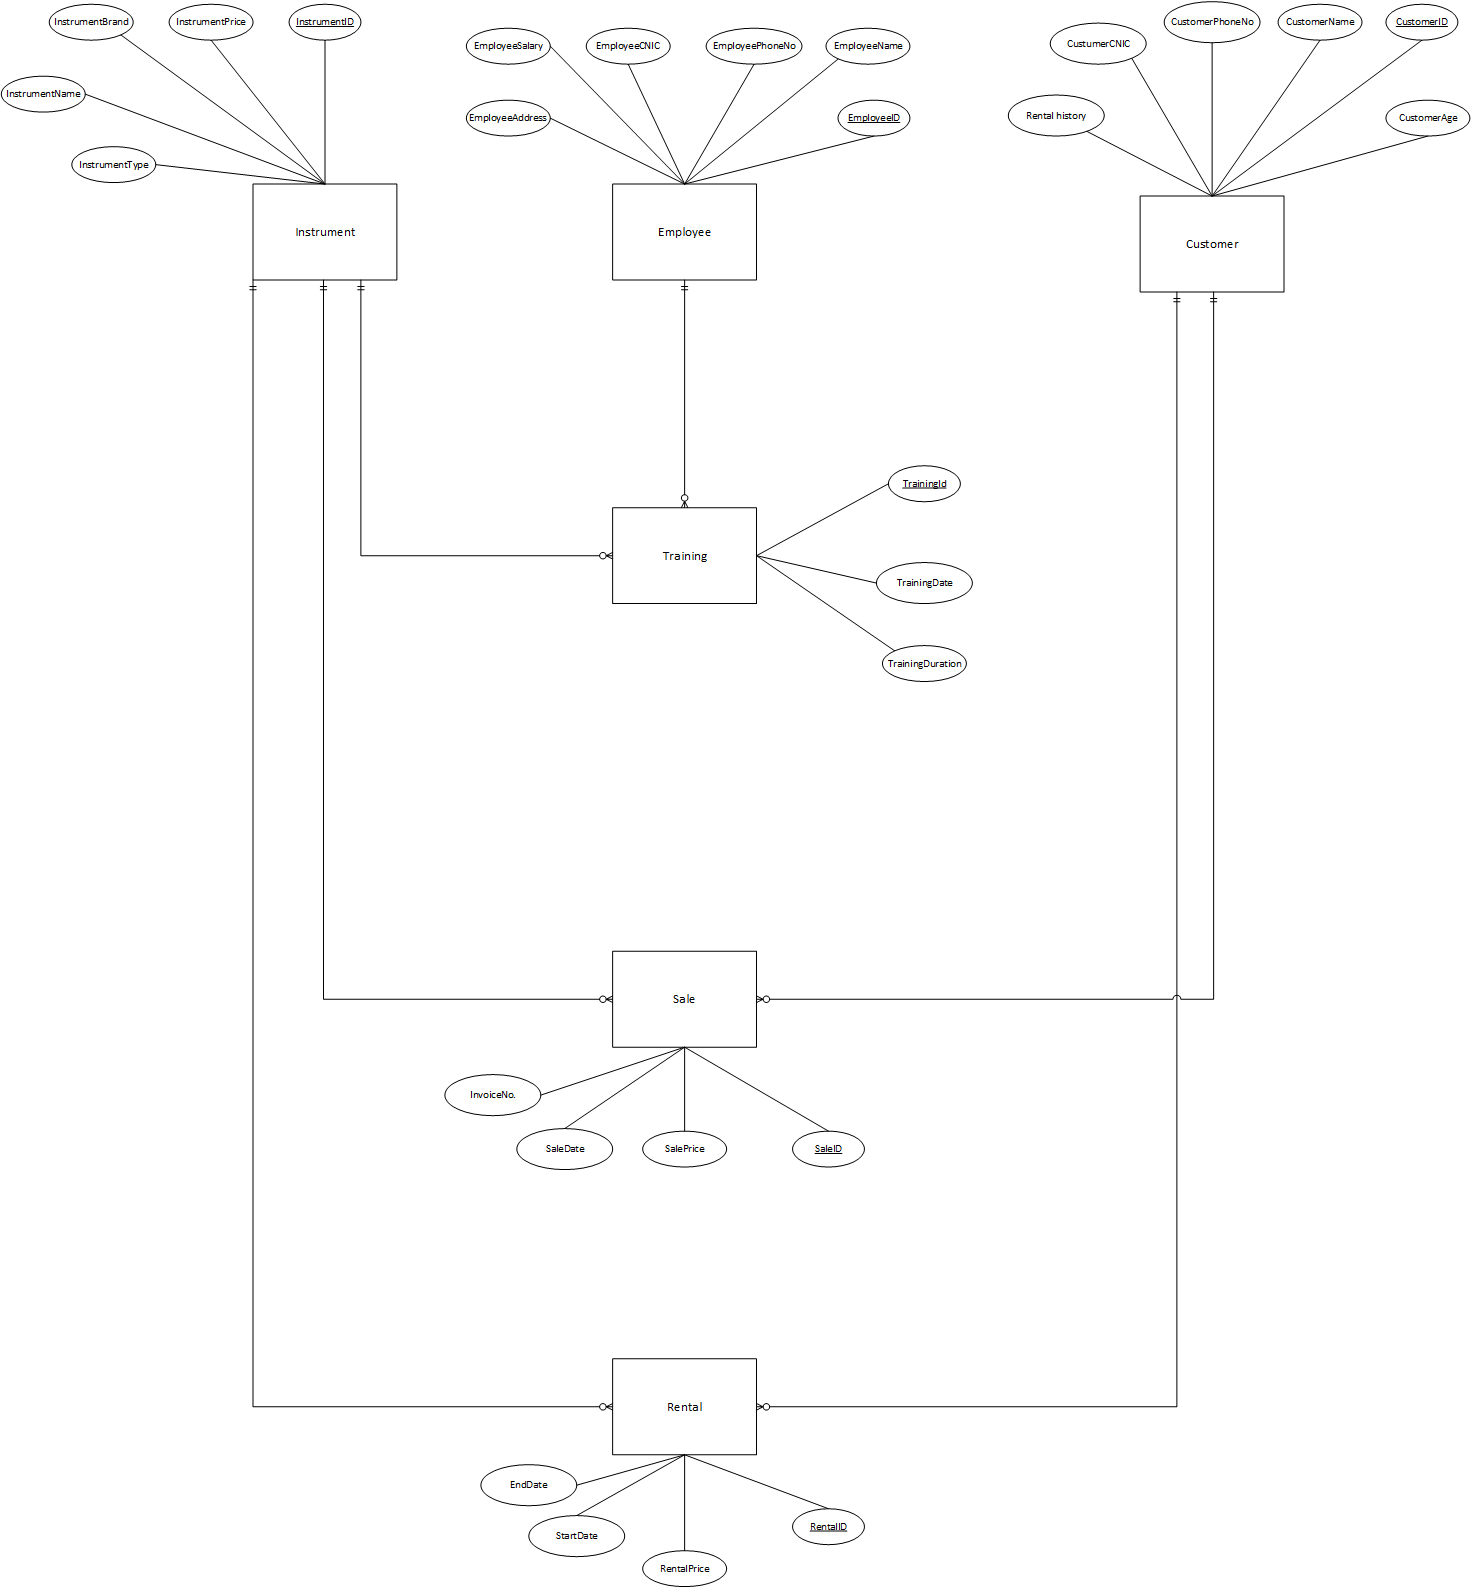 InstrumentBrand
InstrumentPrice
InstrumentID
InstrumentName
InstrumentType
Instrument
EmployeeSalary
EmployeeCNIC
EmployeePhoneNo
EmployeeName
EmployeeAddress
EmployeeID
Employee
CustumerCNIC
CustomerPhoneNo
CustomerName
CustomerID
Rental history
CustomerAge
Customer
TrainingId
Training
TrainingDate
TrainingDuration
Sale
InvoiceNo.
SaleDate
SalePrice
SaleID
Rental
EndDate
StartDate
RentalPrice
RentalID